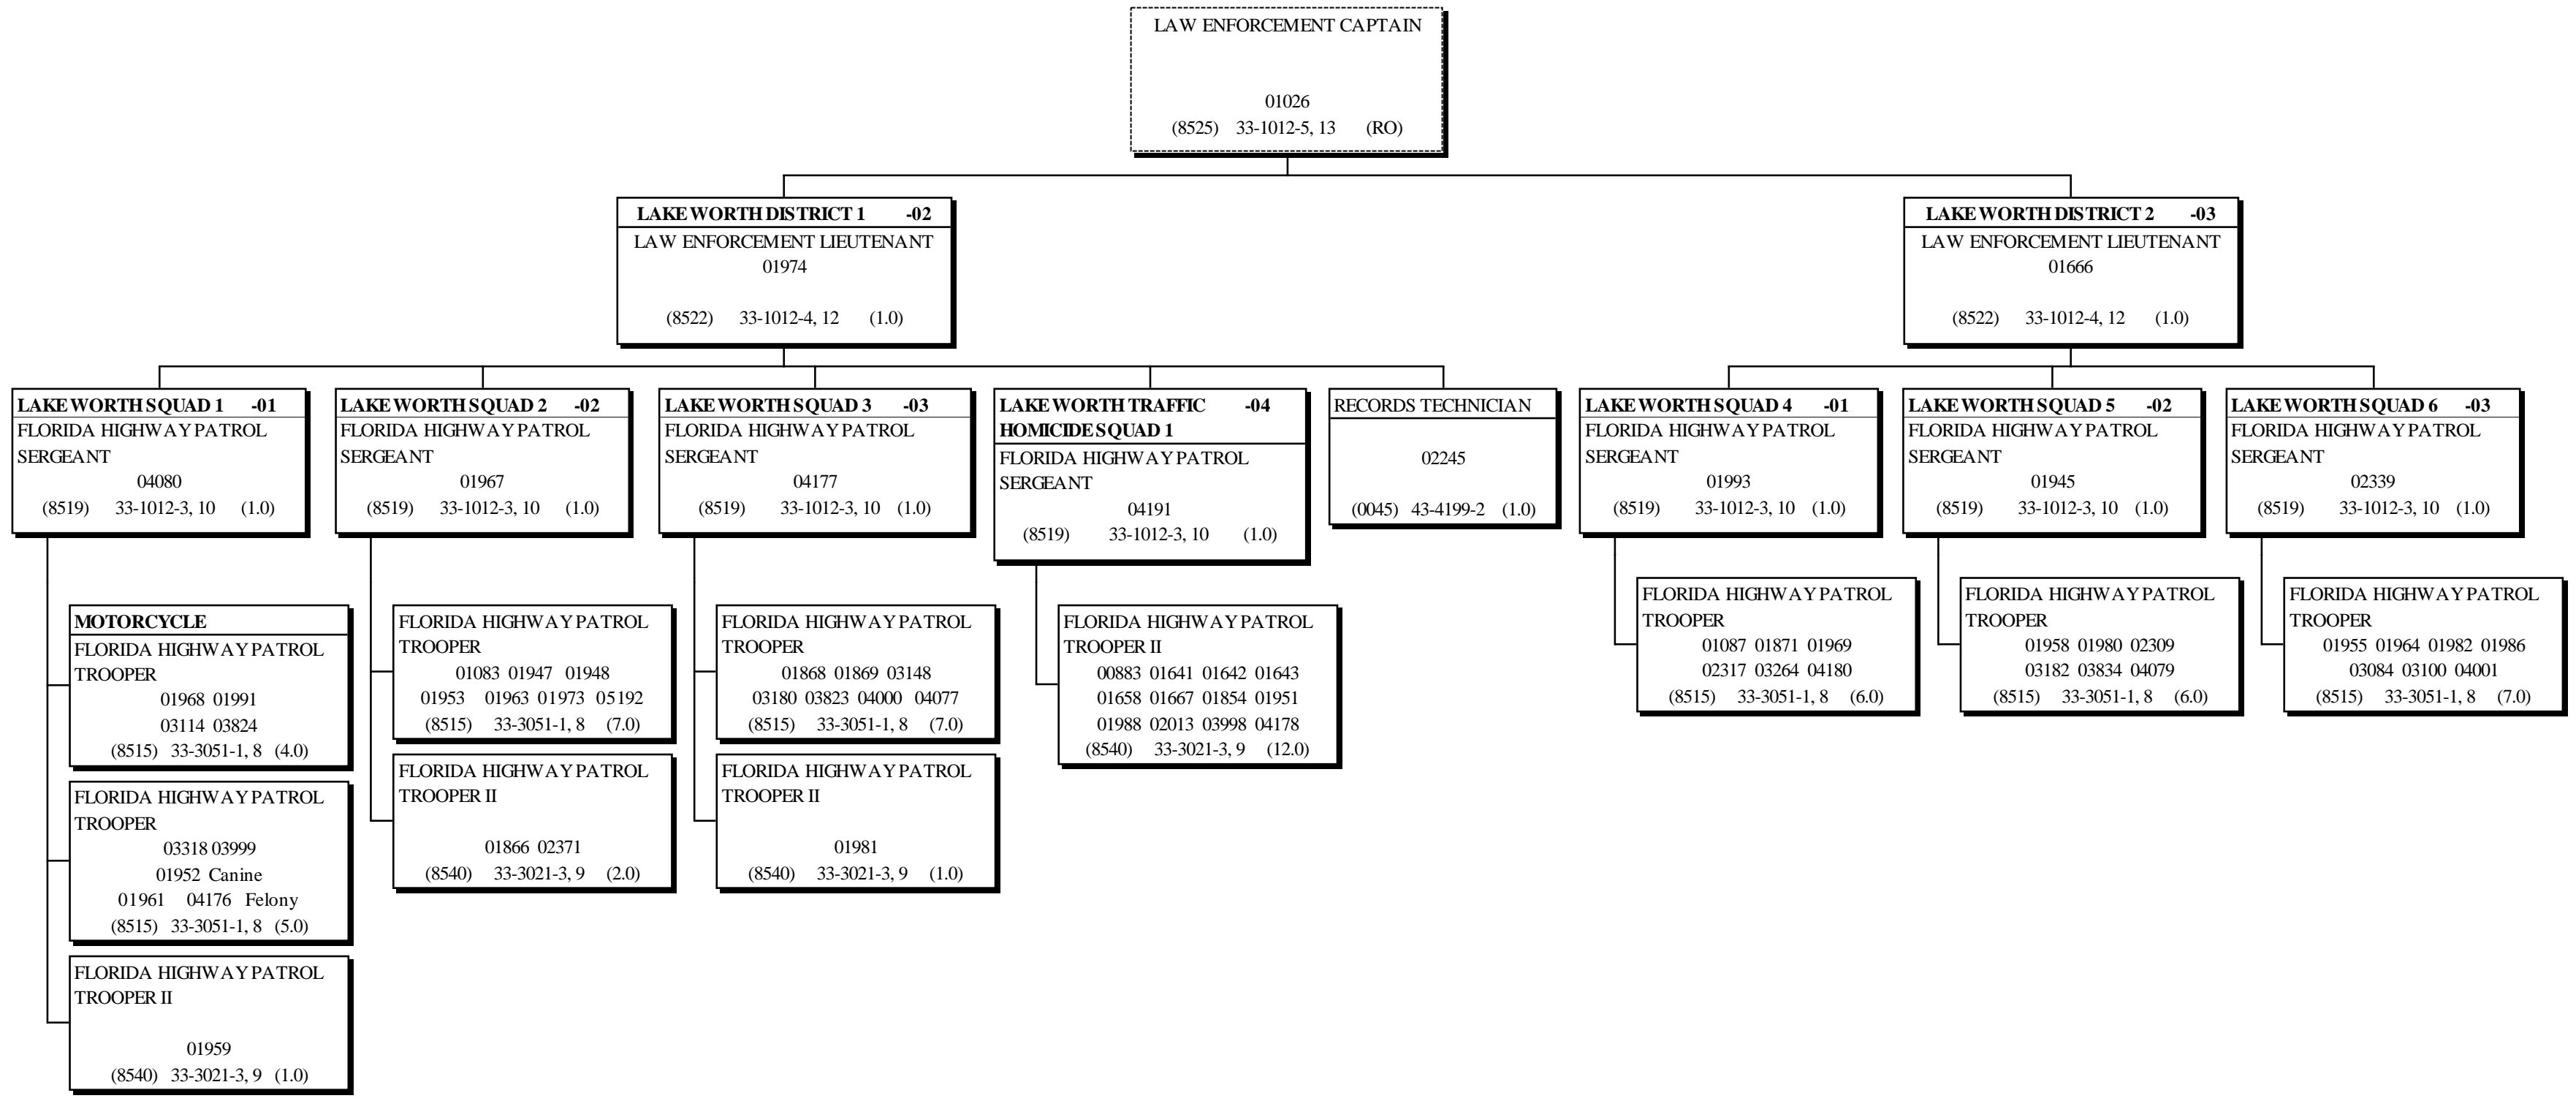 LAW ENFORCEMENT CAPTAIN
01026
(8525) 33-1012-5, 13 (RO)
LAKE WORTH DISTRICT 1 -02
LAW ENFORCEMENT LIEUTENANT
01974
(8522) 33-1012-4, 12 (1.0)
LAKE WORTH DISTRICT 2 -03
LAW ENFORCEMENT LIEUTENANT
01666
(8522) 33-1012-4, 12 (1.0)
LAKE WORTH SQUAD 1 -01
FLORIDA HIGHWAY PATROL
SERGEANT
04080
(8519) 33-1012-3, 10 (1.0)
LAKE WORTH SQUAD 2 -02
FLORIDA HIGHWAY PATROL
SERGEANT
01967
(8519) 33-1012-3, 10 (1.0)
LAKE WORTH SQUAD 3 -03
FLORIDA HIGHWAY PATROL
SERGEANT
04177
(8519) 33-1012-3, 10 (1.0)
LAKE WORTH TRAFFIC -04
HOMICIDE SQUAD 1
FLORIDA HIGHWAY PATROL
SERGEANT
04191
(8519) 33-1012-3, 10 (1.0)
RECORDS TECHNICIAN
02245
(0045) 43-4199-2 (1.0)
LAKE WORTH SQUAD 4 -01
FLORIDA HIGHWAY PATROL
SERGEANT
01993
(8519) 33-1012-3, 10 (1.0)
LAKE WORTH SQUAD 5 -02
FLORIDA HIGHWAY PATROL
SERGEANT
01945
(8519) 33-1012-3, 10 (1.0)
LAKE WORTH SQUAD 6 -03
FLORIDA HIGHWAY PATROL
SERGEANT
02339
(8519) 33-1012-3, 10 (1.0)
MOTORCYCLE
FLORIDA HIGHWAY PATROL
TROOPER
01968 01991
03114 03824
(8515) 33-3051-1, 8 (4.0)
FLORIDA HIGHWAY PATROL
TROOPER
03318 03999
01952 Canine
01961 04176 Felony
(8515) 33-3051-1, 8 (5.0)
FLORIDA HIGHWAY PATROL
TROOPER II
01959
(8540) 33-3021-3, 9 (1.0)
FLORIDA HIGHWAY PATROL
TROOPER
01083 01947 01948
01953 01963 01973 05192
(8515) 33-3051-1, 8 (7.0)
FLORIDA HIGHWAY PATROL
TROOPER II
01866 02371
(8540) 33-3021-3, 9 (2.0)
FLORIDA HIGHWAY PATROL
TROOPER
01868 01869 03148
03180 03823 04000 04077
(8515) 33-3051-1, 8 (7.0)
FLORIDA HIGHWAY PATROL
TROOPER II
01981
(8540) 33-3021-3, 9 (1.0)
FLORIDA HIGHWAY PATROL
TROOPER II
00883 01641 01642 01643
01658 01667 01854 01951
01988 02013 03998 04178
(8540) 33-3021-3, 9 (12.0)
FLORIDA HIGHWAY PATROL
TROOPER
01087 01871 01969
02317 03264 04180
(8515) 33-3051-1, 8 (6.0)
FLORIDA HIGHWAY PATROL
TROOPER
01958 01980 02309
03182 03834 04079
(8515) 33-3051-1, 8 (6.0)
FLORIDA HIGHWAY PATROL
TROOPER
01955 01964 01982 01986
03084 03100 04001
(8515) 33-3051-1, 8 (7.0)